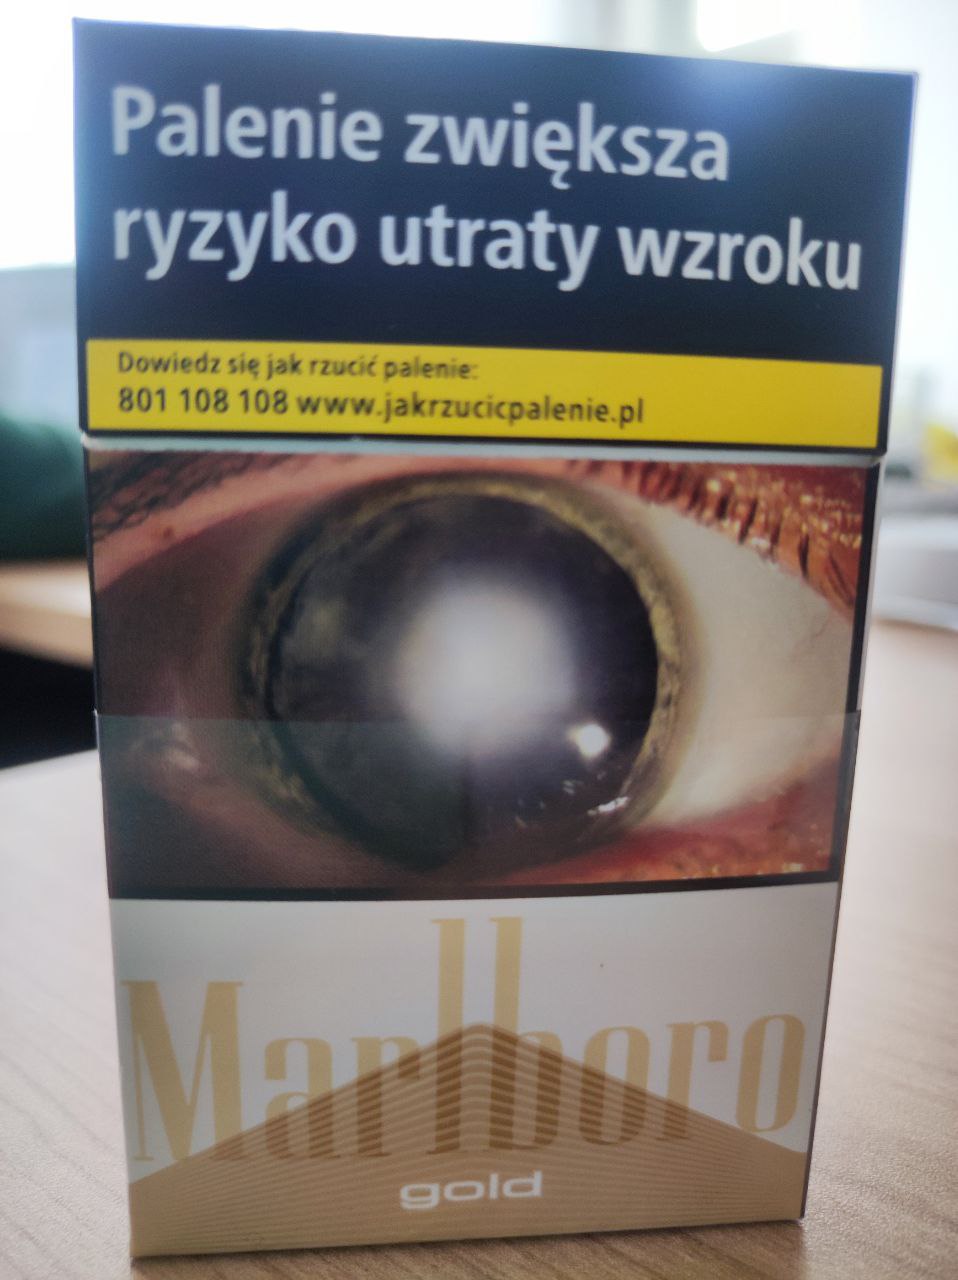 Palenie zwiększa
ryzyko utraty wzroku
Dowiedz się jak rzucić palenie:
801 108 108 www.jakrzucicpalenie.pl
Marlboro
gold